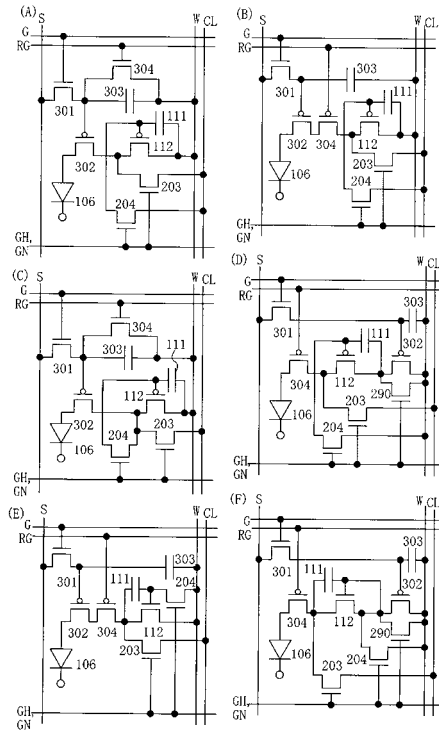 (A) S W CL
G
RG
304
303
301
111
302
112
203
106
204
GH,
GN
(B) S W CL
G
RG
303
301
111
302 304 112
203
106
204
GH,
GN
(C) S W CL
G
RG
304
111
301
303
112
302
204 203
106
GH,
GN
(D) S W CL
G
RG
303
301
302
111
304
112
290
106
203
204
GH,
GN
(E) S W CL
G
RG
303
301
111
204
302 304
112
203
106
GH,
GN
(F) S W CL
G
RG
303
301
111
302
304
112
290
204
106
203
GH,
GN